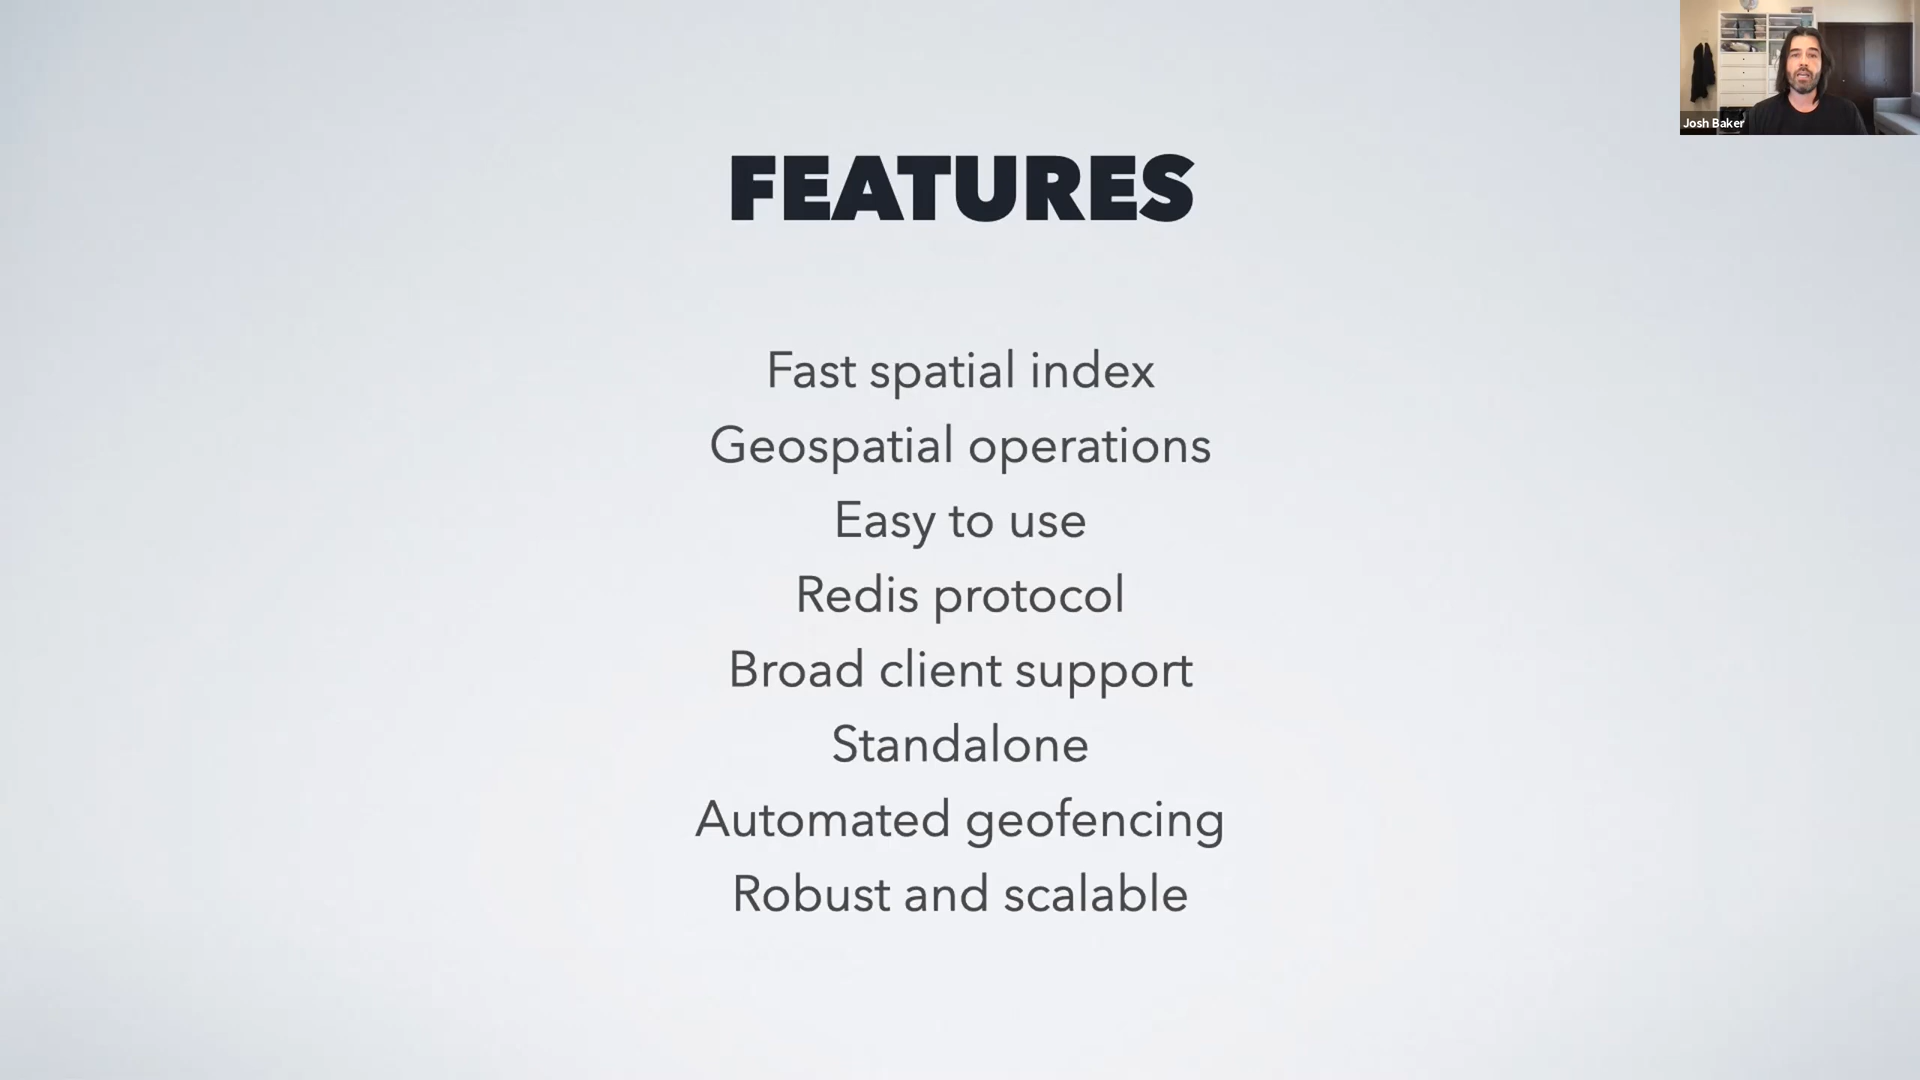 Josh Baker
FEATURES
Fast spatial index
Geospatial operations
Easy to use
Redis protocol
Broad client support
Standalone
Automated geofencing
Robust and scalable